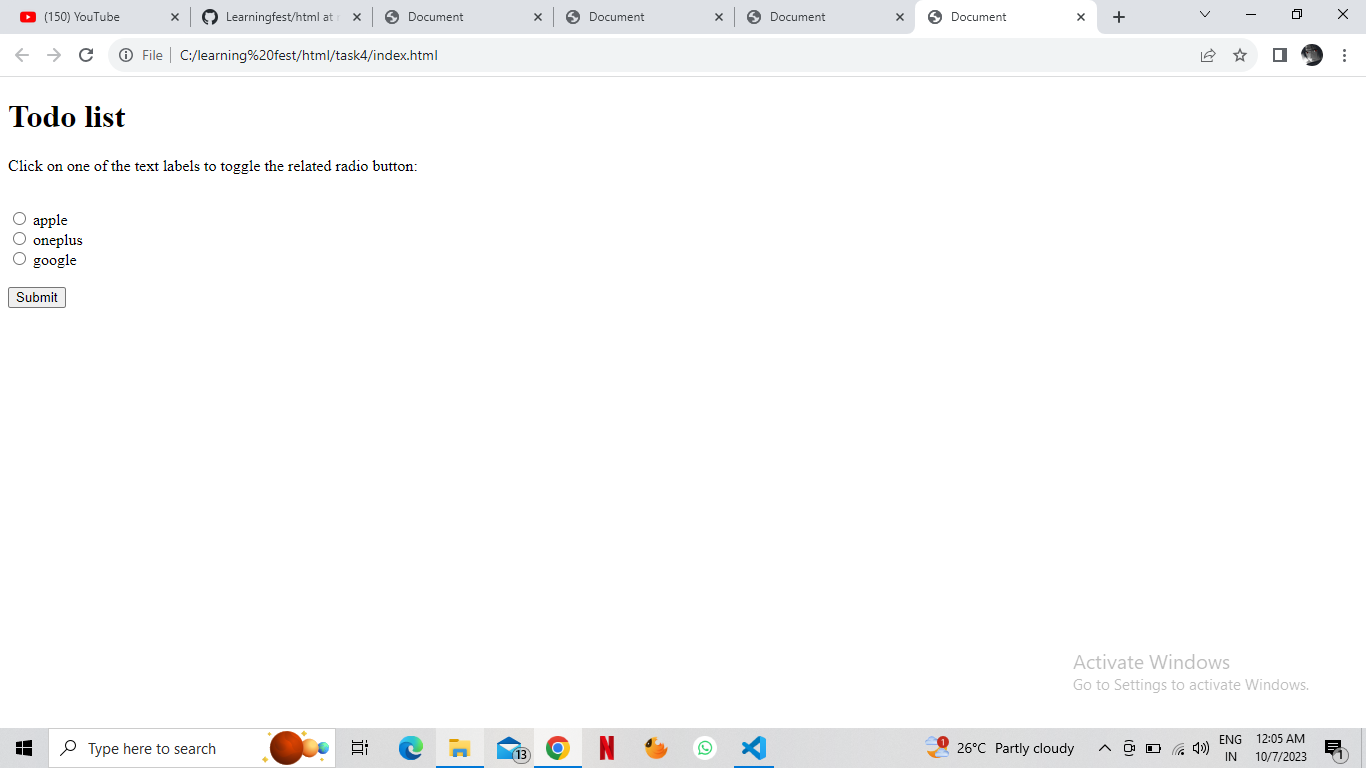 (150) YouTube
Learningfest/html at
Document
Document
Document
Document
File
C:/learning%20fest/html/task4/index.html
Todo list
Click on one of the text labels to toggle the related radio button:
apple
oneplus
google
Submit
Activate Windows
Go to Settings to activate Windows.
Type here to search
13
N
1
26°C Partly cloudy
ENG
IN
12:05 AM
10/7/2023
1